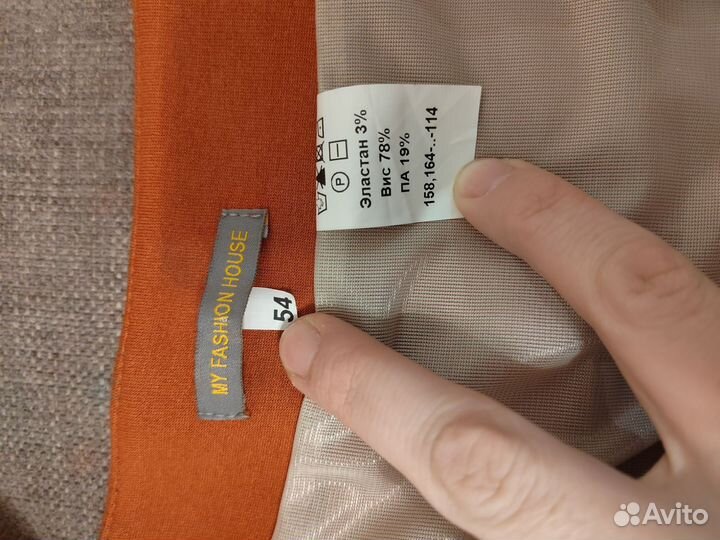 MY FASHION HOUSE
54
P
Эластан 3%
Вис 78%
ПА 19%
158,164-..-114
Avito